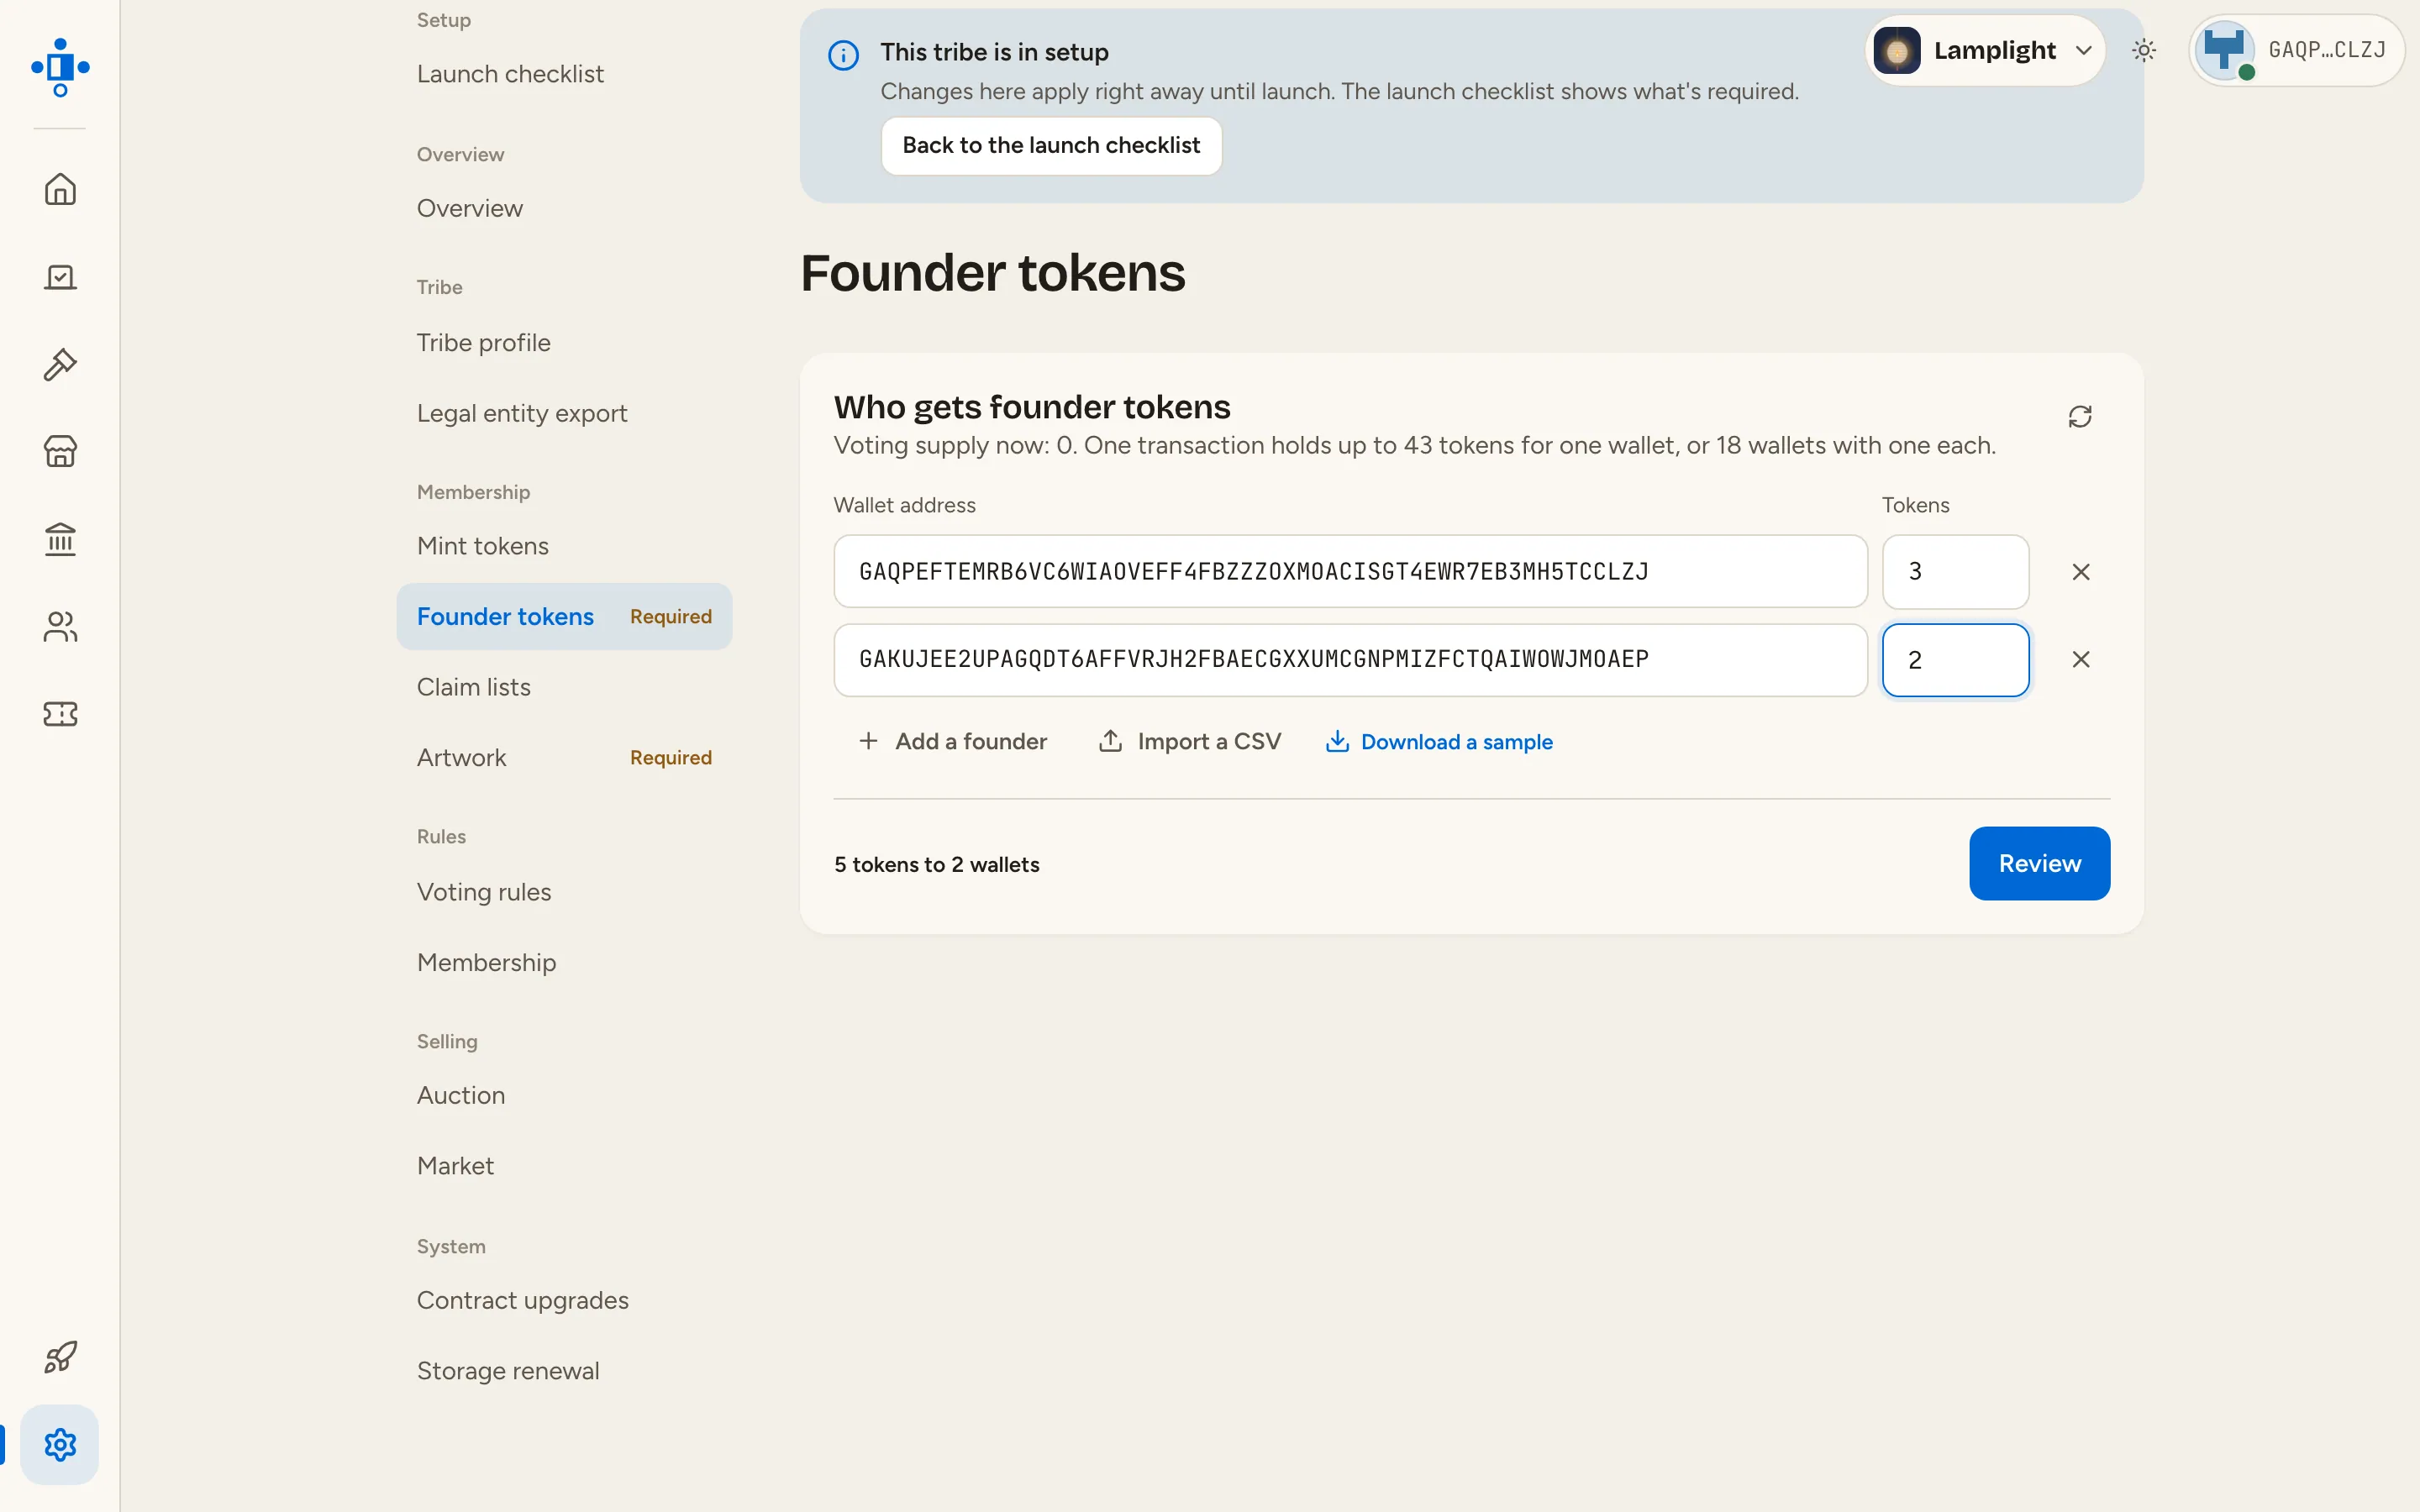 Setup
Launch checklist
Overview
Overview
Tribe
Tribe profile
Legal entity export
Membership
Mint tokens
Founder tokens Required
Claim lists
Artwork Required
Rules
Voting rules
Membership
Selling
Auction
Market
System
Contract upgrades
Storage renewal
This tribe is in setup
Changes here apply right away until launch. The launch checklist shows what's required.
Back to the launch checklist
Lamplight
GAQP…CLZJ
Founder tokens
Who gets founder tokens
Voting supply now: 0. One transaction holds up to 43 tokens for one wallet, or 18 wallets with one each.
Wallet address Tokens
GAQPEFTEMRB6VC6WIAOVEFF4FBZZZOXMOACISGT4EWR7EB3MH5TCCLZJ 3
GAKUJEE2UPAGQDT6AFFVRJH2FBAECGXXUMCGNPMIZFCTQAIWOWJMOAEP 2
Add a founder Import a CSV Download a sample
5 tokens to 2 wallets Review